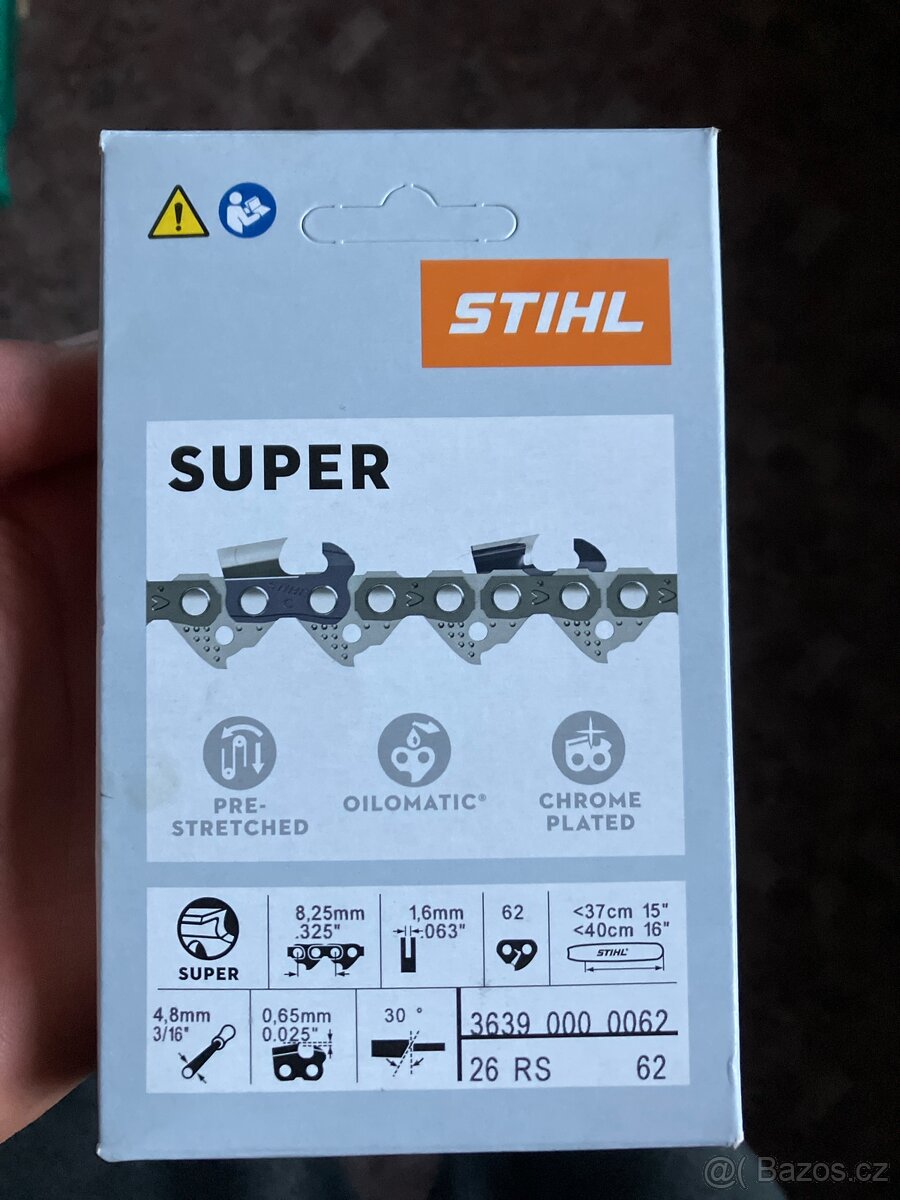 STIHL
SUPER
PRE-
STRETCHED
OILOMATIC®
CHROME
PLATED
SUPER
8,25mm
.325"
1,6mm
.063"
62
<37cm 15"
<40cm 16"
STIHL®
4,8mm
3/16"
0,65mm
0.025"
30 °
3639 000 0062
26 RS 62
@( Bazos.cz